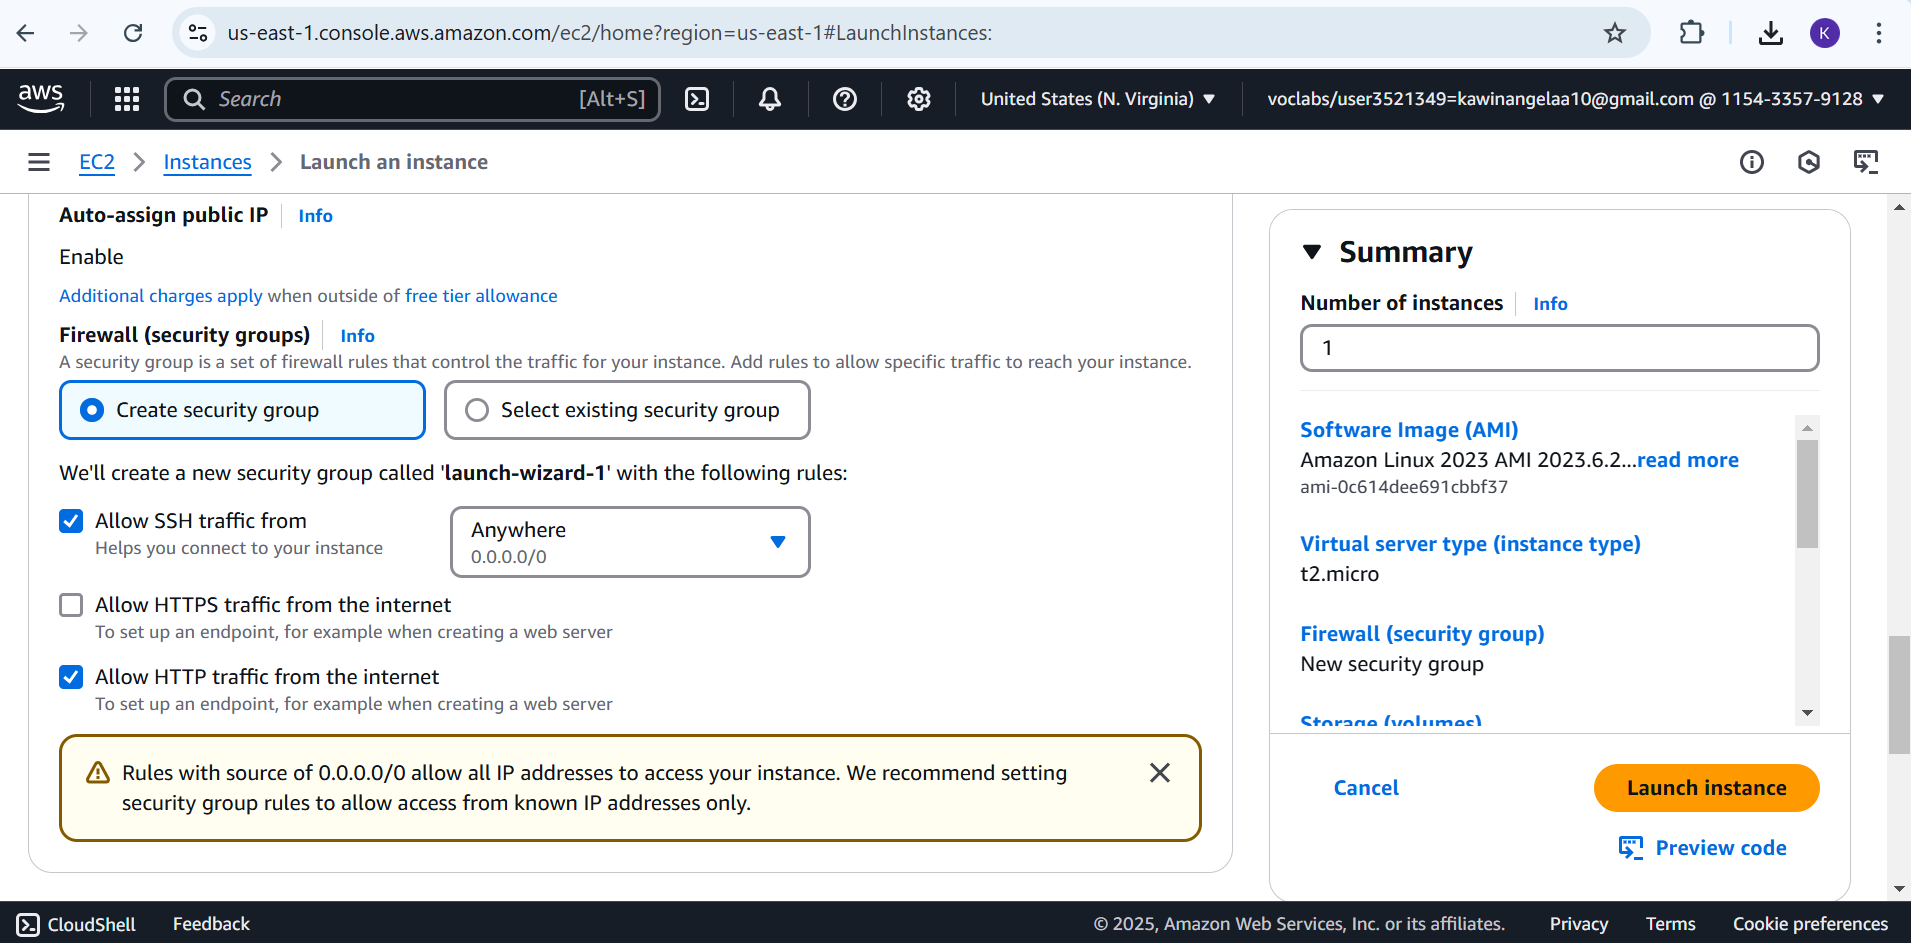 us-east-1.console.aws.amazon.com/ec2/home?region=us-east-1#LaunchInstances:
K
aws
Search
[Alt+S]
United States (N. Virginia)
voclabs/user3521349=kawinangelaa10@gmail.com @ 1154-3357-9128
EC2
Instances
Launch an instance
Auto-assign public IP
Info
Enable
Additional charges apply when outside of free tier allowance
Firewall (security groups)
Info
A security group is a set of firewall rules that control the traffic for your instance. Add rules to allow specific traffic to reach your instance.
Create security group
Select existing security group
We'll create a new security group called 'launch-wizard-1' with the following rules:
Allow SSH traffic from
Helps you connect to your instance
Anywhere
0.0.0.0/0
Allow HTTPS traffic from the internet
To set up an endpoint, for example when creating a web server
Allow HTTP traffic from the internet
To set up an endpoint, for example when creating a web server
Rules with source of 0.0.0.0/0 allow all IP addresses to access your instance. We recommend setting
security group rules to allow access from known IP addresses only.
Summary
Number of instances
Info
1
Software Image (AMI)
Amazon Linux 2023 AMI 2023.6.2...read more
ami-0c614dee691cbbf37
Virtual server type (instance type)
t2.micro
Firewall (security group)
New security group
Storage (volumes)
Cancel
Launch instance
Preview code
CloudShell
Feedback
© 2025, Amazon Web Services, Inc. or its affiliates.
Privacy
Terms
Cookie preferences